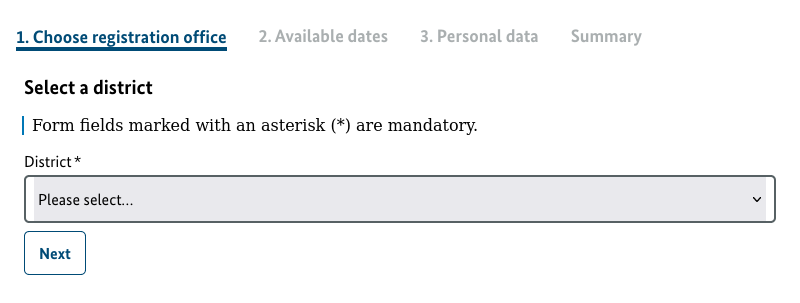 1. Choose registration office 2. Available dates 3. Personal data Summary
Select a district
Form fields marked with an asterisk (*) are mandatory.
District *
Please select...
Next